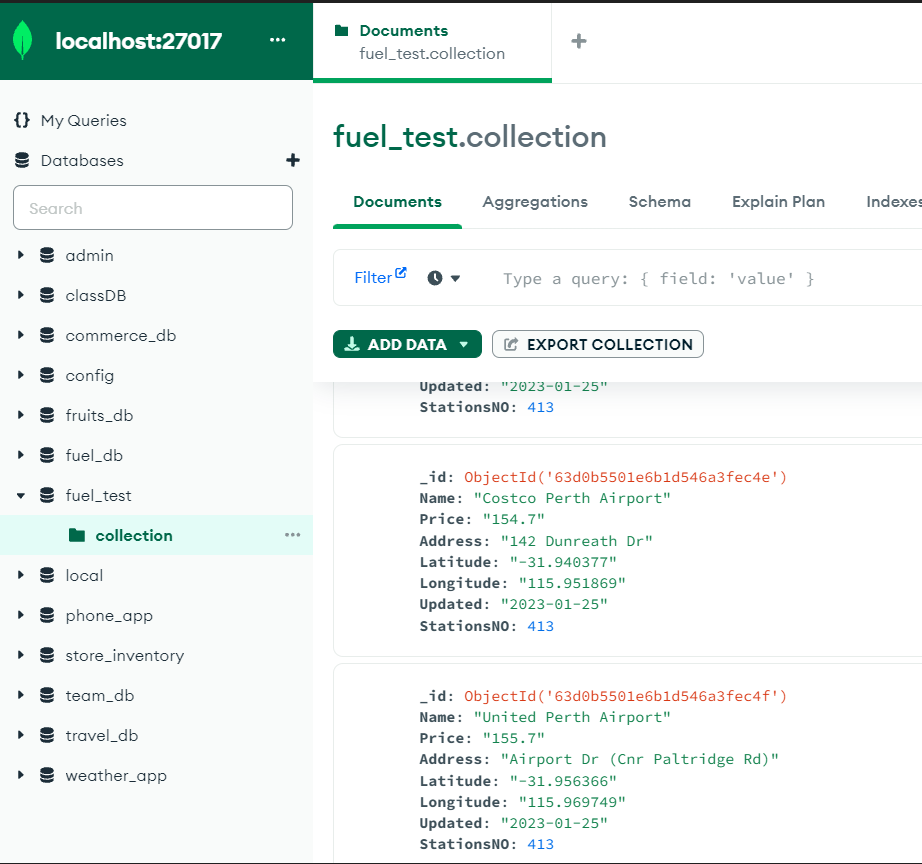 localhost:27017
...
{} My Queries
Databases
Search
admin
classDB
commerce_db
config
fruits_db
fuel_db
fuel_test
collection
...
local
phone_app
store_inventory
team_db
travel_db
weather_app
Documents
fuel_test.collection
+
fuel_test.collection
Documents Aggregations Schema Explain Plan Indexes
Filter Type a query: { field: 'value' }
ADD DATA EXPORT COLLECTION
Updated: "2023-01-25"
StationsNO: 413
_id: ObjectId('63d0b5501e6b1d546a3fec4e')
Name: "Costco Perth Airport"
Price: "154.7"
Address: "142 Dunreath Dr"
Latitude: "-31.940377"
Longitude: "115.951869"
Updated: "2023-01-25"
StationsNO: 413
_id: ObjectId('63d0b5501e6b1d546a3fec4f')
Name: "United Perth Airport"
Price: "155.7"
Address: "Airport Dr (Cnr Paltridge Rd)"
Latitude: "-31.956366"
Longitude: "115.969749"
Updated: "2023-01-25"
StationsNO: 413